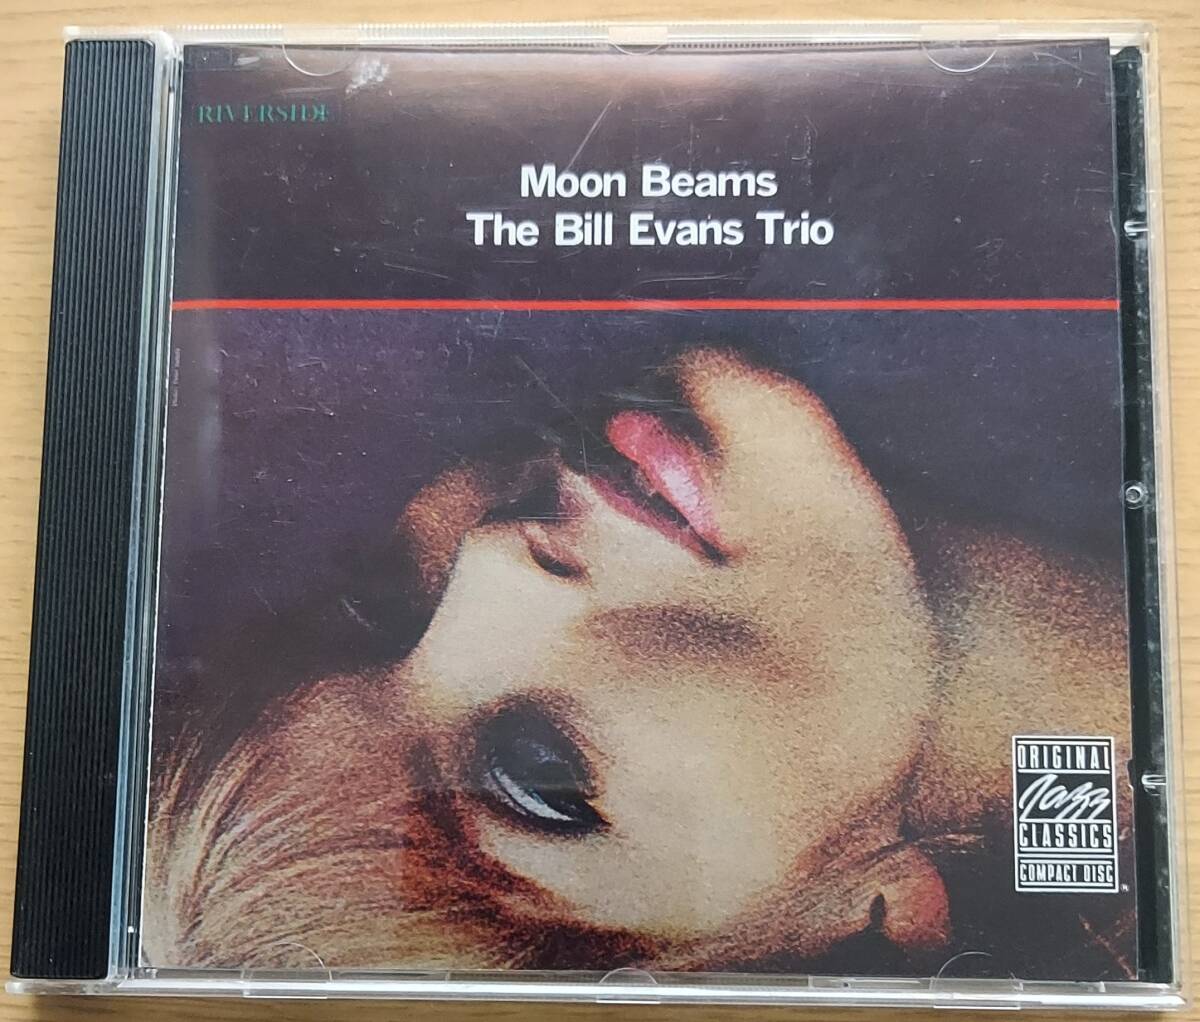 RIVERSIDE
Moon Beams
The Bill Evans Trio
ORIGINAL
Jazz
CLASSICS
COMPACT DISC
®